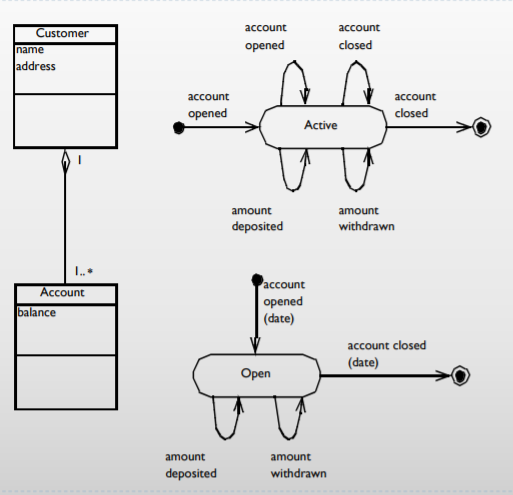 Customer
name
address
1
1..*
Account
balance
account
opened
account
closed
account
opened
Active
account
closed
amount
deposited
amount
withdrawn
account
opened
(date)
Open
account closed
(date)
amount
deposited
amount
withdrawn